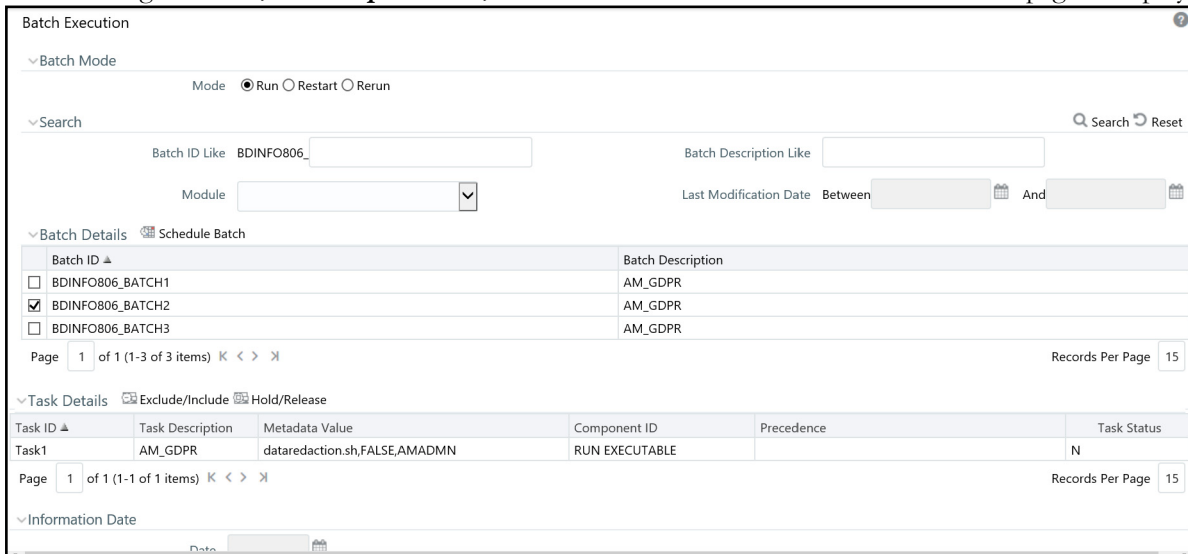 Batch Execution
Batch Mode
Mode Run Restart Rerun
Search Search Reset
Batch ID Like BDINFO806_ Batch Description Like
Module Last Modification Date Between And
Batch Details Schedule Batch
Batch ID Batch Description
BDINFO806_BATCH1 AM_GDPR
BDINFO806_BATCH2 AM_GDPR
BDINFO806_BATCH3 AM_GDPR
Page 1 of 1 (1-3 of 3 items) Records Per Page 15
Task Details Exclude/Include Hold/Release
Task ID Task Description Metadata Value Component ID Precedence Task Status
Task1 AM_GDPR dataredaction.sh,FALSE,AMADMN RUN EXECUTABLE N
Page 1 of 1 (1-1 of 1 items) Records Per Page 15
Information Date
Date